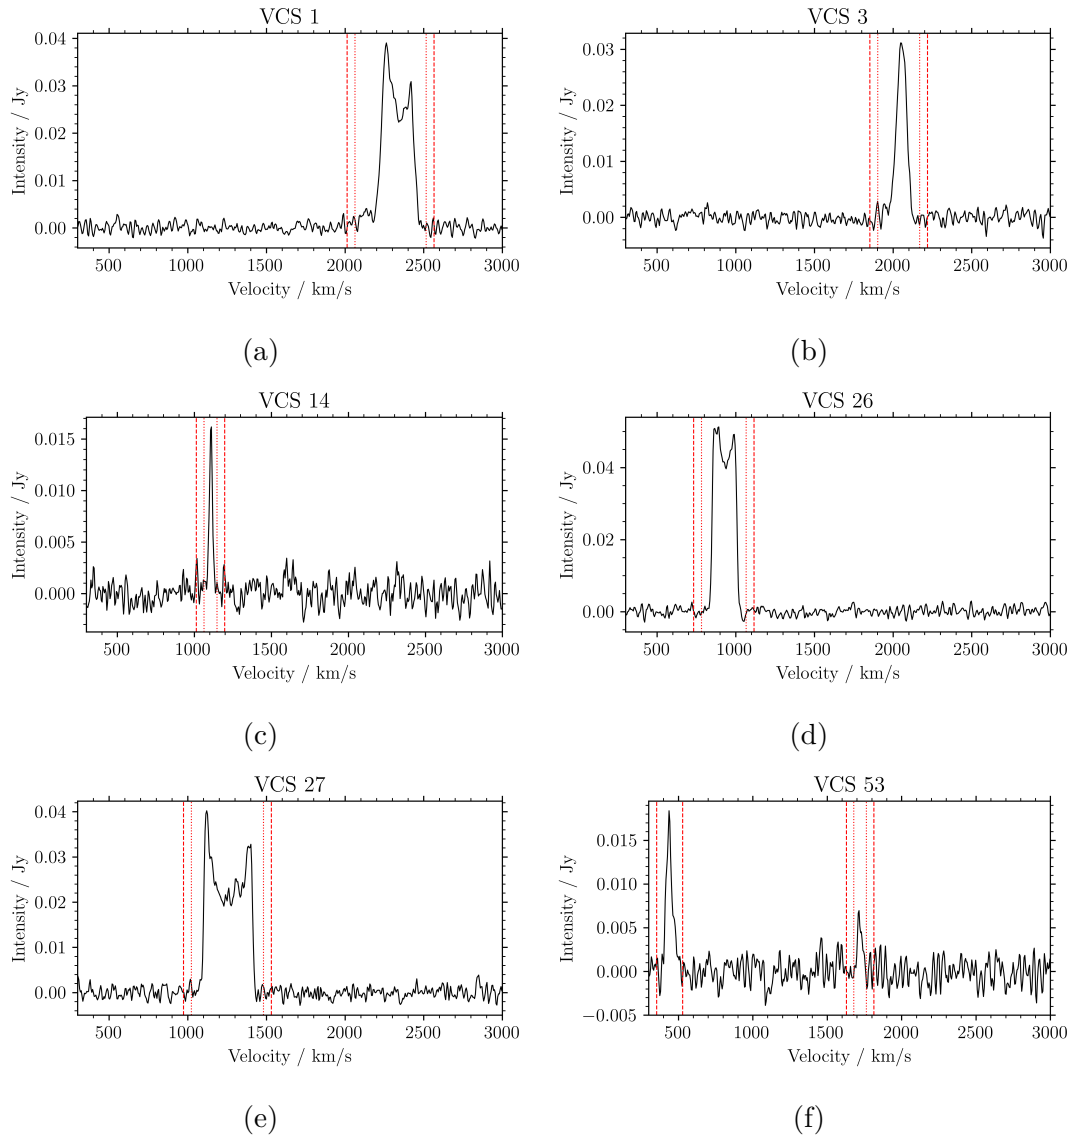 VCS 1
0.04
0.03
0.02
0.01
0.00
Intensity / Jy
500 1000 1500 2000 2500 3000
Velocity / km/s
(a)
VCS 3
0.03
0.02
0.01
0.00
Intensity / Jy
500 1000 1500 2000 2500 3000
Velocity / km/s
(b)
VCS 14
0.015
0.010
0.005
0.000
Intensity / Jy
500 1000 1500 2000 2500 3000
Velocity / km/s
(c)
VCS 26
0.04
0.02
0.00
Intensity / Jy
500 1000 1500 2000 2500 3000
Velocity / km/s
(d)
VCS 27
0.04
0.03
0.02
0.01
0.00
Intensity / Jy
500 1000 1500 2000 2500 3000
Velocity / km/s
(e)
VCS 53
0.015
0.010
0.005
0.000
−0.005
Intensity / Jy
500 1000 1500 2000 2500 3000
Velocity / km/s
(f)